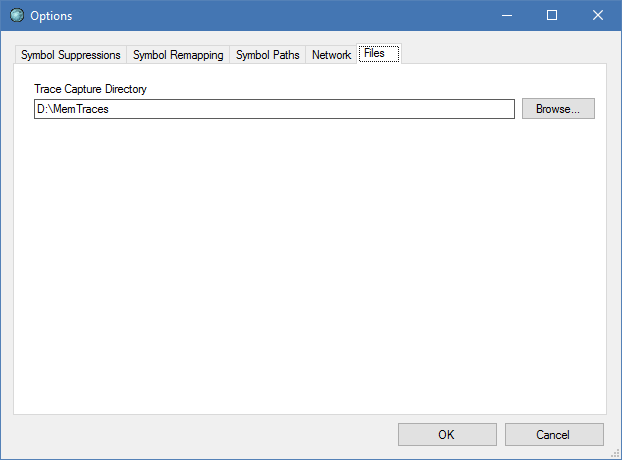 Options
Symbol Suppressions Symbol Remapping Symbol Paths Network Files
Trace Capture Directory
D:\MemTraces Browse...
OK Cancel